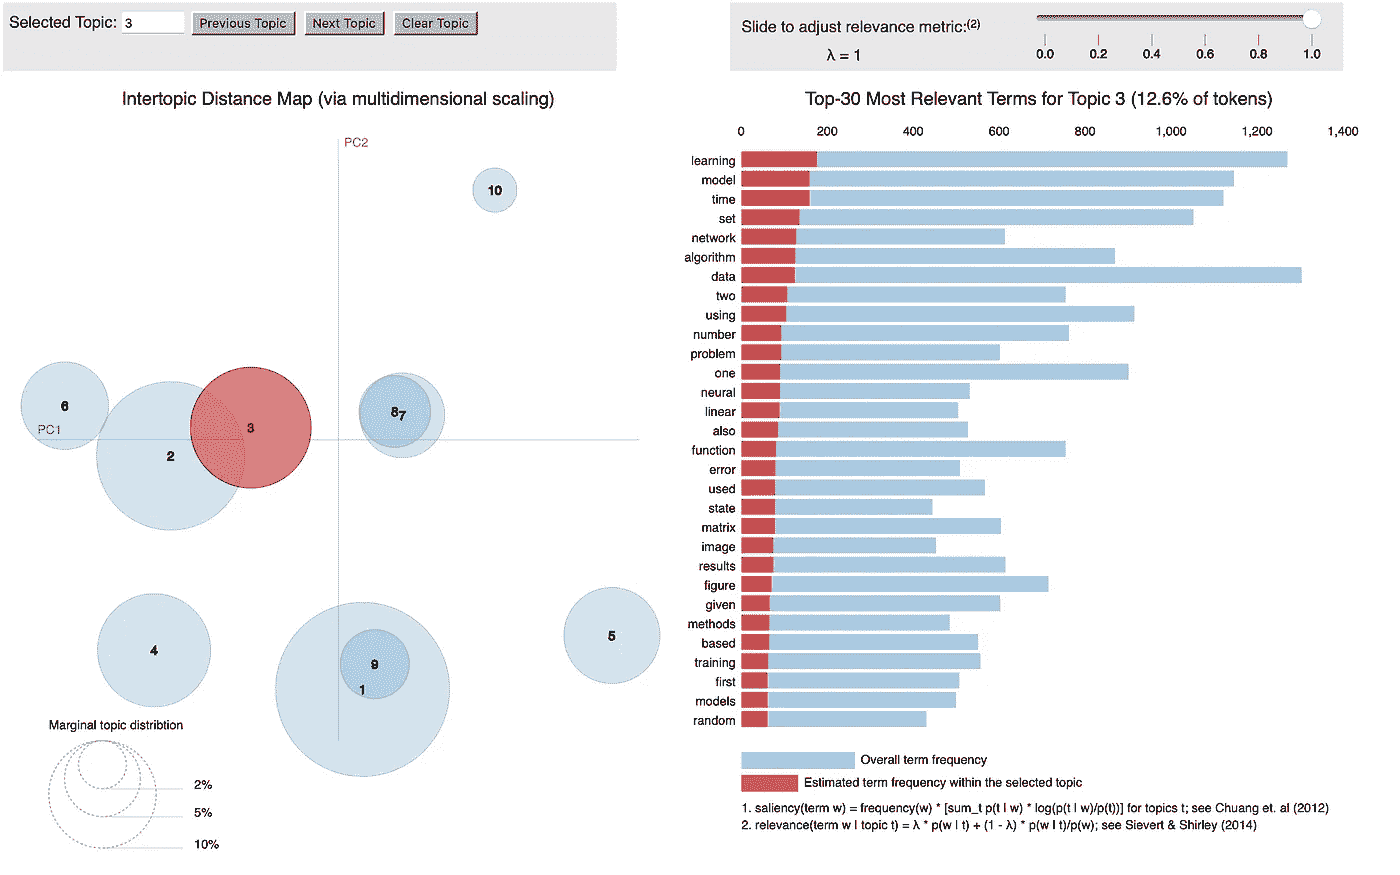 Selected Topic: 3 Previous Topic Next Topic Clear Topic
Slide to adjust relevance metric:(2)
λ = 1
0.0 0.2 0.4 0.6 0.8 1.0
Intertopic Distance Map (via multidimensional scaling)
PC2
10
6
PC1
3
2
8
7
5
4
9
1
Marginal topic distribtion
2%
5%
10%
Top-30 Most Relevant Terms for Topic 3 (12.6% of tokens)
0 200 400 600 800 1,000 1,200 1,400
learning
model
time
set
network
algorithm
data
two
using
number
problem
one
neural
linear
also
function
error
used
state
matrix
image
results
figure
given
methods
based
training
first
models
random
Overall term frequency
Estimated term frequency within the selected topic
1. saliency(term w) = frequency(w) * [sum_t p(t | w) * log(p(t | w)/p(t))] for topics t; see Chuang et. al (2012)
2. relevance(term w | topic t) = λ * p(w | t) + (1 - λ) * p(w | t)/p(w); see Sievert & Shirley (2014)